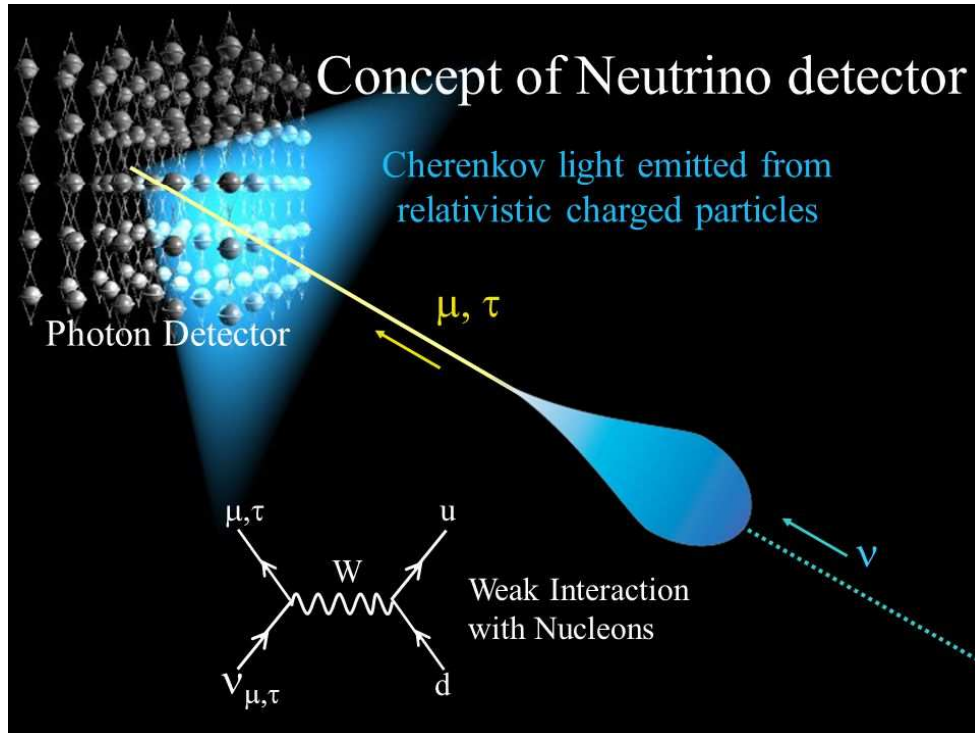 Concept of Neutrino detector
Cherenkov light emitted from
relativistic charged particles
Photon Detector
μ, τ
ν
μ,τ
u
W
Weak Interaction
with Nucleons
νμ,τ
d